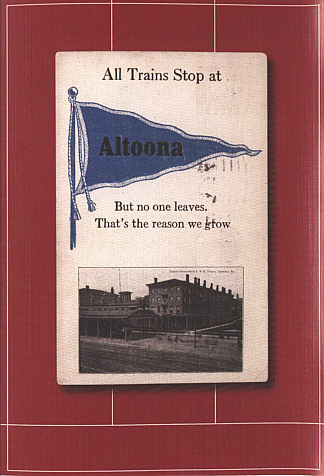 All Trains Stop at
Altoona
But no one leaves.
That's the reason we grow